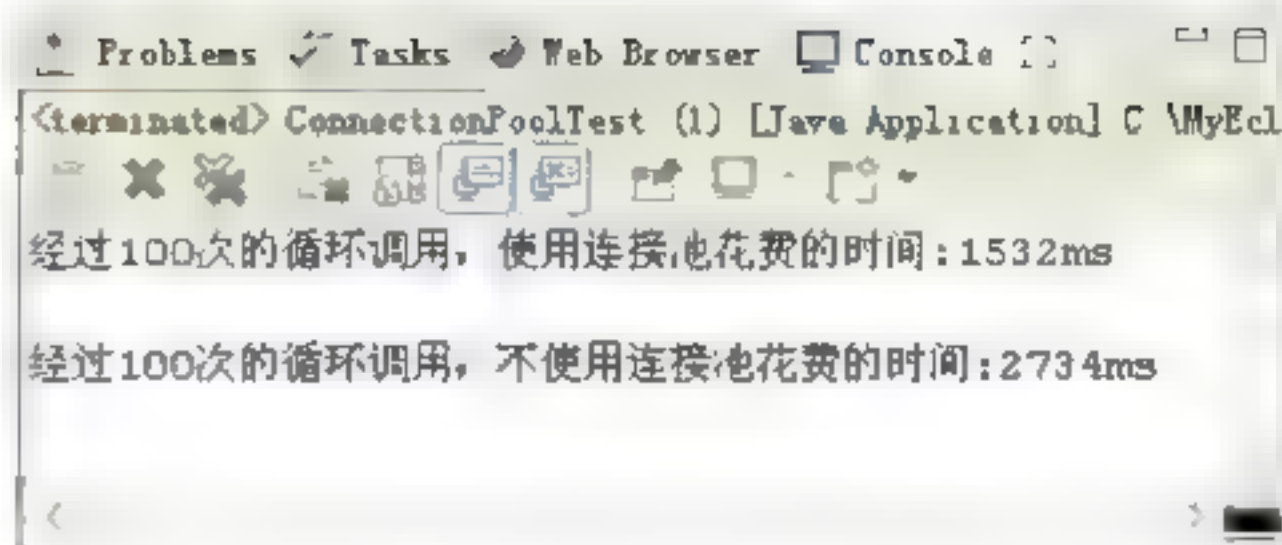 Problems Tasks Web Browser Console
<terminated> ConnectionPoolTest (1) [Java Application] C \MyEcl
经过100次的循环调用，使用连接池花费的时间:1532ms
经过100次的循环调用，不使用连接池花费的时间:2734ms